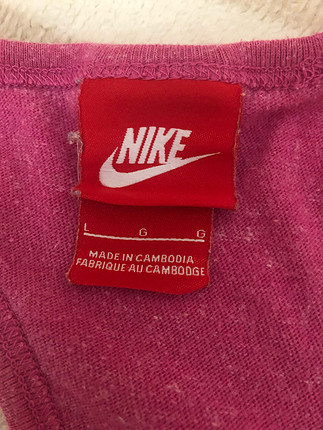 NIKE
L G G
MADE IN CAMBODIA
FABRIQUE AU CAMBODGE